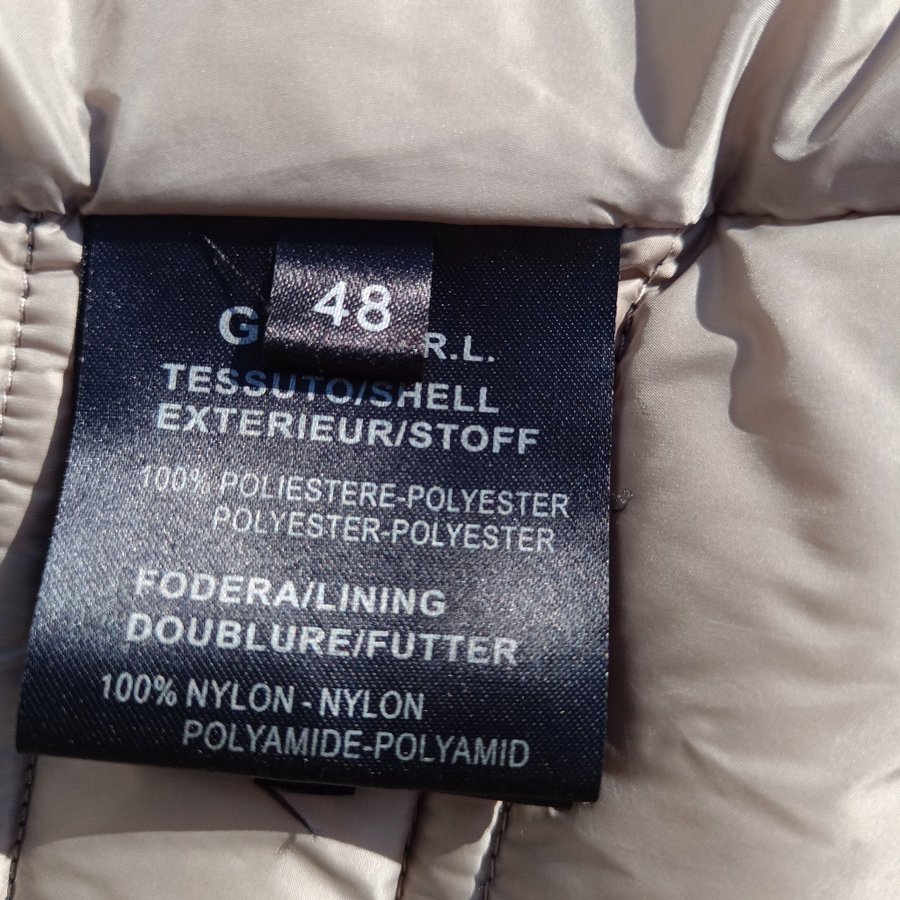 48
G R.L.
TESSUTO/SHELL
EXTERIEUR/STOFF
100% POLIESTERE-POLYESTER
POLYESTER-POLYESTER
FODERA/LINING
DOUBLURE/FUTTER
100% NYLON - NYLON
POLYAMIDE-POLYAMID